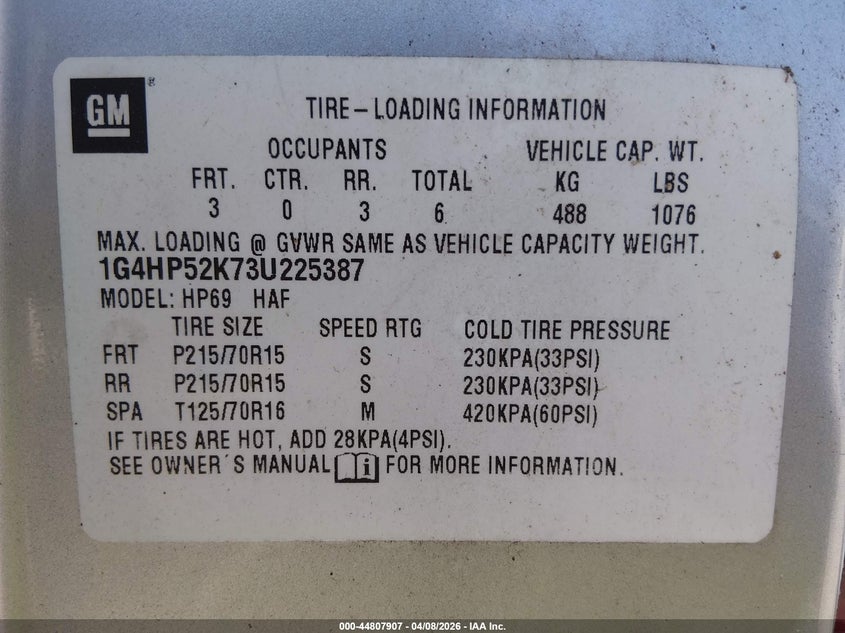 GM ®
TIRE-LOADING INFORMATION
OCCUPANTS VEHICLE CAP. WT.
FRT. CTR. RR. TOTAL KG LBS
3 0 3 6 488 1076
MAX. LOADING @ GVWR SAME AS VEHICLE CAPACITY WEIGHT.
1G4HP52K73U225387
MODEL: HP69 HAF
TIRE SIZE SPEED RTG COLD TIRE PRESSURE
FRT P215/70R15 S 230KPA(33PSI)
RR P215/70R15 S 230KPA(33PSI)
SPA T125/70R16 M 420KPA(60PSI)
IF TIRES ARE HOT, ADD 28KPA(4PSI).
SEE OWNER´S MANUAL i FOR MORE INFORMATION.
000-44807907 - 04/08/2026 - IAA Inc.